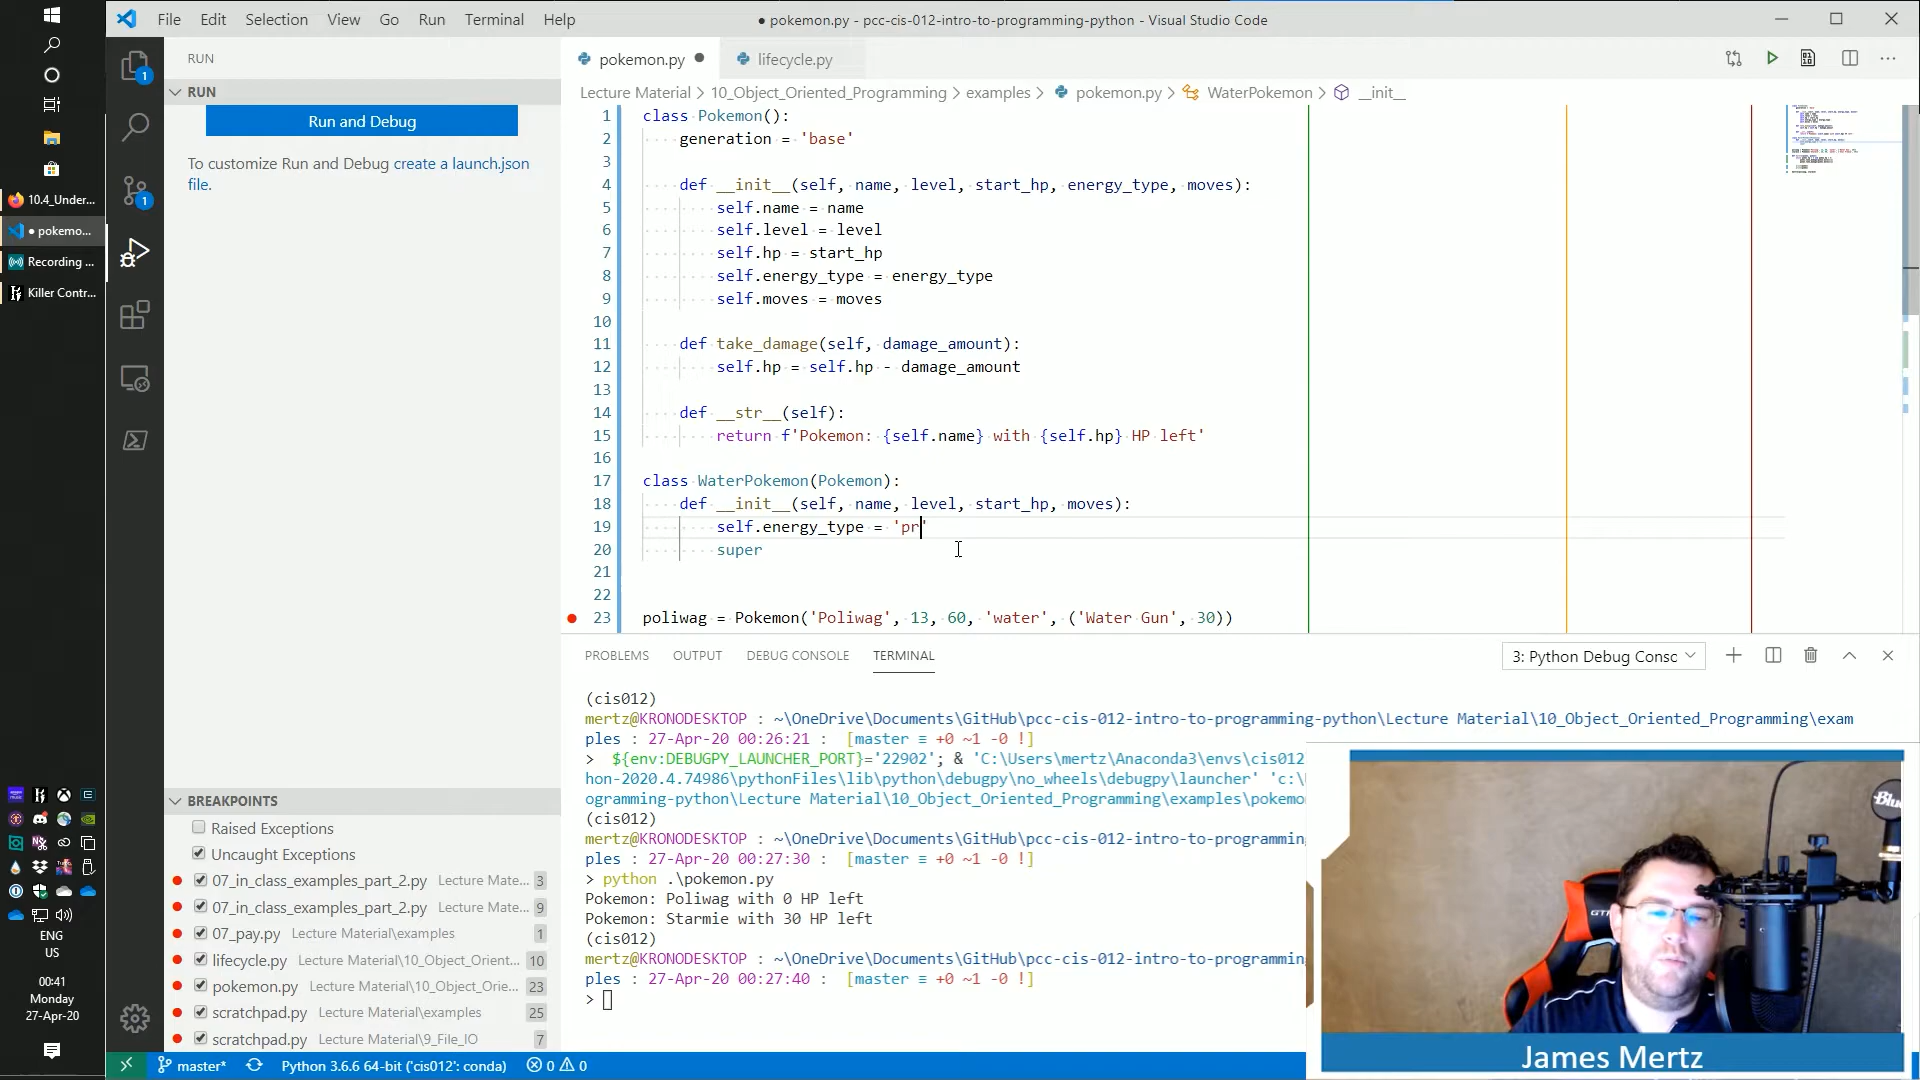 File Edit Selection View Go Run Terminal Help
● pokemon.py - pcc-cis-012-intro-to-programming-python - Visual Studio Code
RUN
RUN
Run and Debug
To customize Run and Debug create a launch.json
file.
pokemon.py ●
lifecycle.py
Lecture Material > 10_Object_Oriented_Programming > examples > pokemon.py > WaterPokemon > __init__
1 class Pokemon():
2 generation = 'base'
3
4 def __init__(self, name, level, start_hp, energy_type, moves):
5 self.name = name
6 self.level = level
7 self.hp = start_hp
8 self.energy_type = energy_type
9 self.moves = moves
10
11 def take_damage(self, damage_amount):
12 self.hp = self.hp - damage_amount
13
14 def __str__(self):
15 return f'Pokemon: {self.name} with {self.hp} HP left'
16
17 class WaterPokemon(Pokemon):
18 def __init__(self, name, level, start_hp, moves):
19 self.energy_type = 'pr'
20 super
21
22
23 poliwag = Pokemon('Poliwag', 13, 60, 'water', ('Water Gun', 30))
PROBLEMS OUTPUT DEBUG CONSOLE TERMINAL
3: Python Debug Consc
(cis012)
mertz@KRONODESKTOP : ~\OneDrive\Documents\GitHub\pcc-cis-012-intro-to-programming-python\Lecture Material\10_Object_Oriented_Programming\exam
ples : 27-Apr-20 00:26:21 : [master ≡ +0 ~1 -0 !]
> ${env:DEBUGPY_LAUNCHER_PORT}='22902'; & 'C:\Users\mertz\Anaconda3\envs\cis012
hon-2020.4.74986\pythonFiles\lib\python\debugpy\no_wheels\debugpy\launcher' 'c:\
ogramming-python\Lecture Material\10_Object_Oriented_Programming\examples\pokemo
(cis012)
mertz@KRONODESKTOP : ~\OneDrive\Documents\GitHub\pcc-cis-012-intro-to-programmin
ples : 27-Apr-20 00:27:30 : [master ≡ +0 ~1 -0 !]
> python .\pokemon.py
Pokemon: Poliwag with 0 HP left
Pokemon: Starmie with 30 HP left
(cis012)
mertz@KRONODESKTOP : ~\OneDrive\Documents\GitHub\pcc-cis-012-intro-to-programmin
ples : 27-Apr-20 00:27:40 : [master ≡ +0 ~1 -0 !]
>
BREAKPOINTS
Raised Exceptions
Uncaught Exceptions
07_in_class_examples_part_2.py Lecture Mate... 3
07_in_class_examples_part_2.py Lecture Mate... 9
07_pay.py Lecture Material\examples 1
lifecycle.py Lecture Material\10_Object_Orient... 10
pokemon.py Lecture Material\10_Object_Orie... 23
scratchpad.py Lecture Material\examples 25
scratchpad.py Lecture Material\9_File_IO 7
master* Python 3.6.6 64-bit ('cis012': conda) 0 0
10.4_Under...
● pokemo...
Recording ...
Killer Contr...
1
1
ENG
US
00:41
Monday
27-Apr-20
Blue
GT
James Mertz